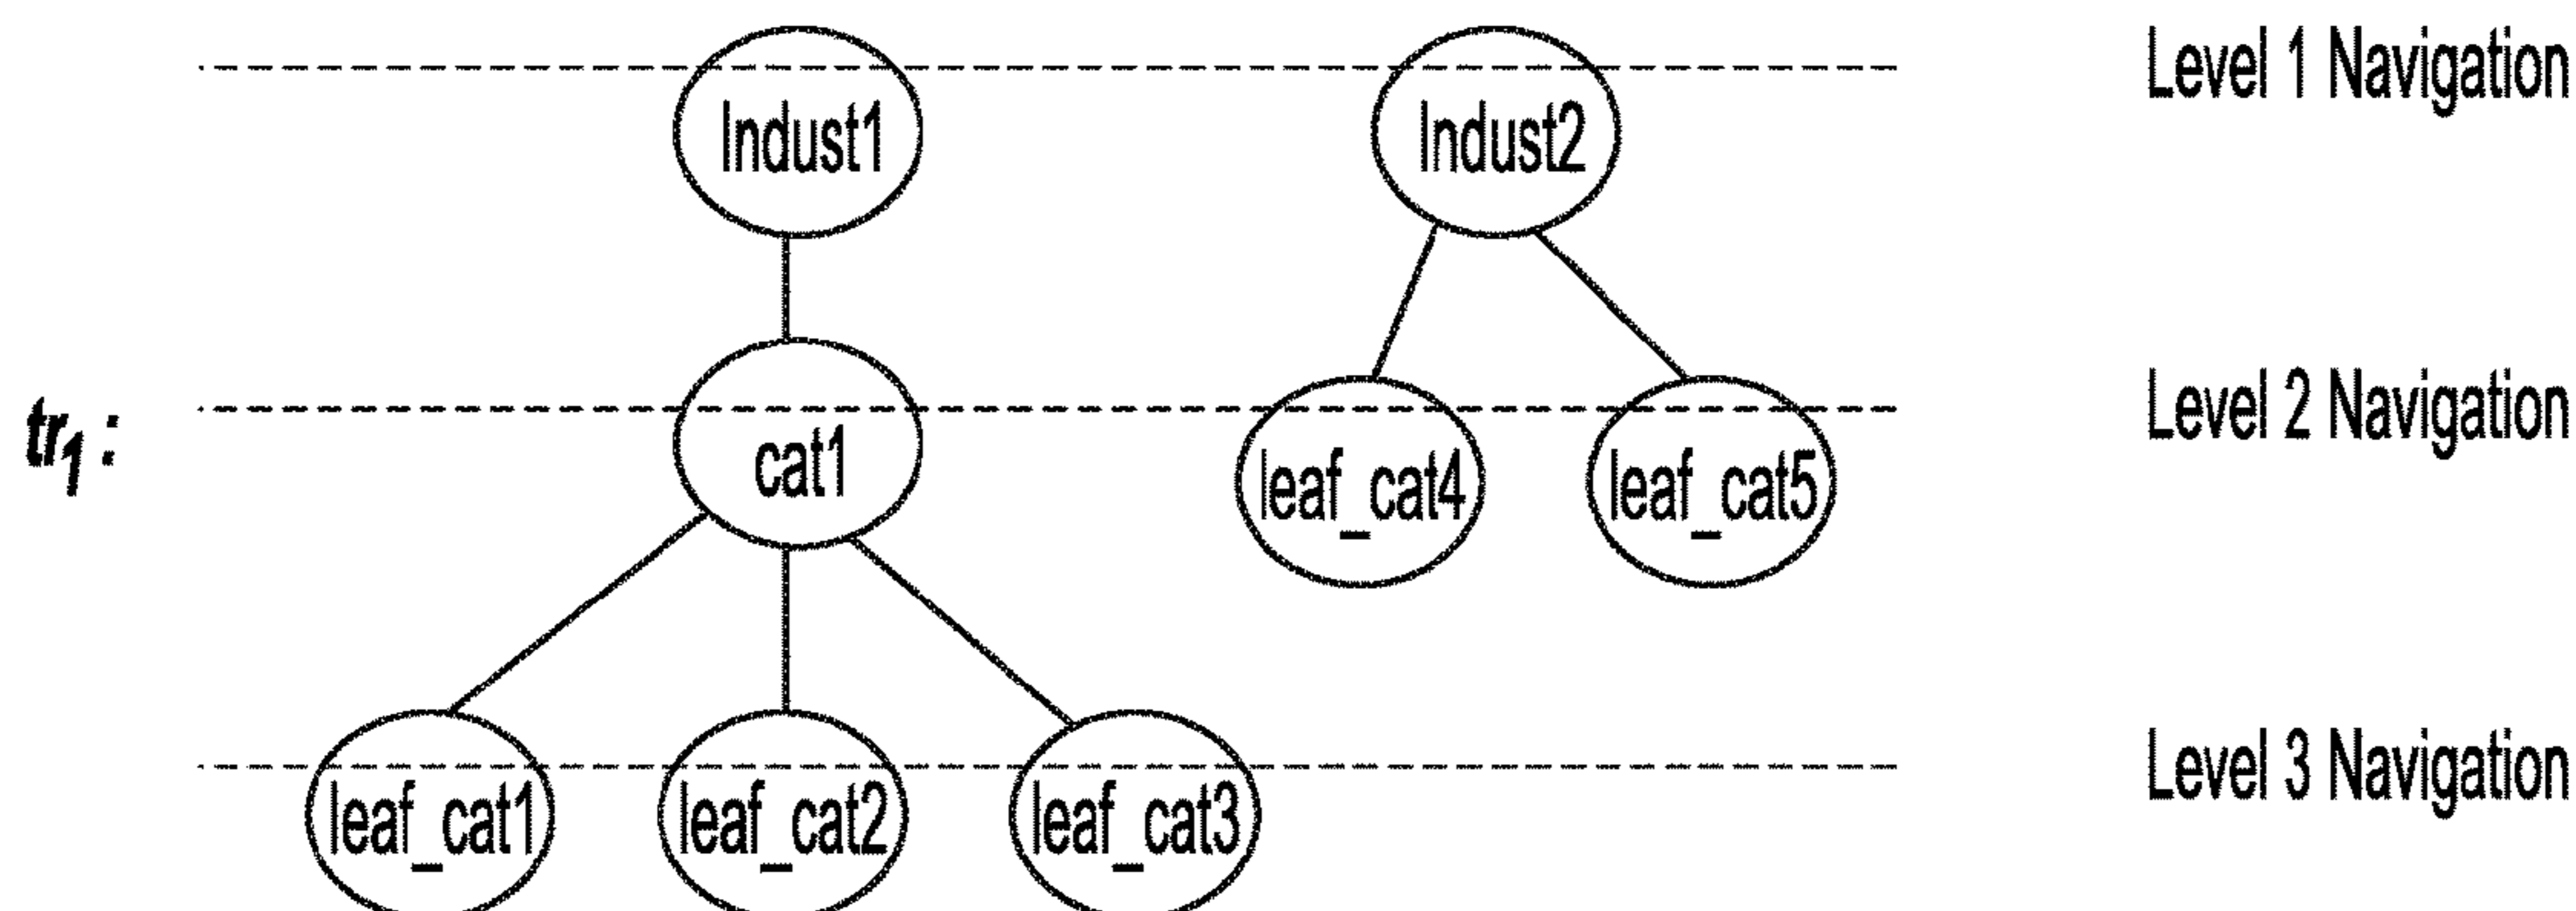 Indust1 Indust2 Level 1 Navigation
tr1 : cat1 leaf_cat4 leaf_cat5 Level 2 Navigation
leaf_cat1 leaf_cat2 leaf_cat3 Level 3 Navigation